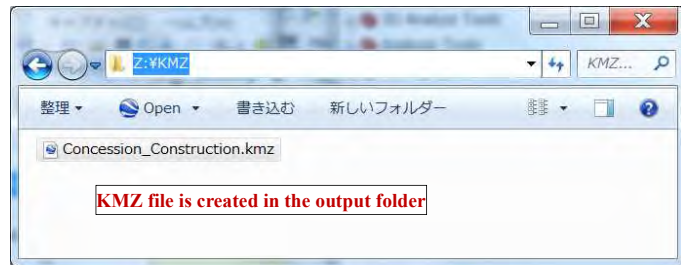 Z:¥KMZ
KMZ...
整理 Open 書き込む 新しいフォルダー
Concession_Construction.kmz
KMZ file is created in the output folder